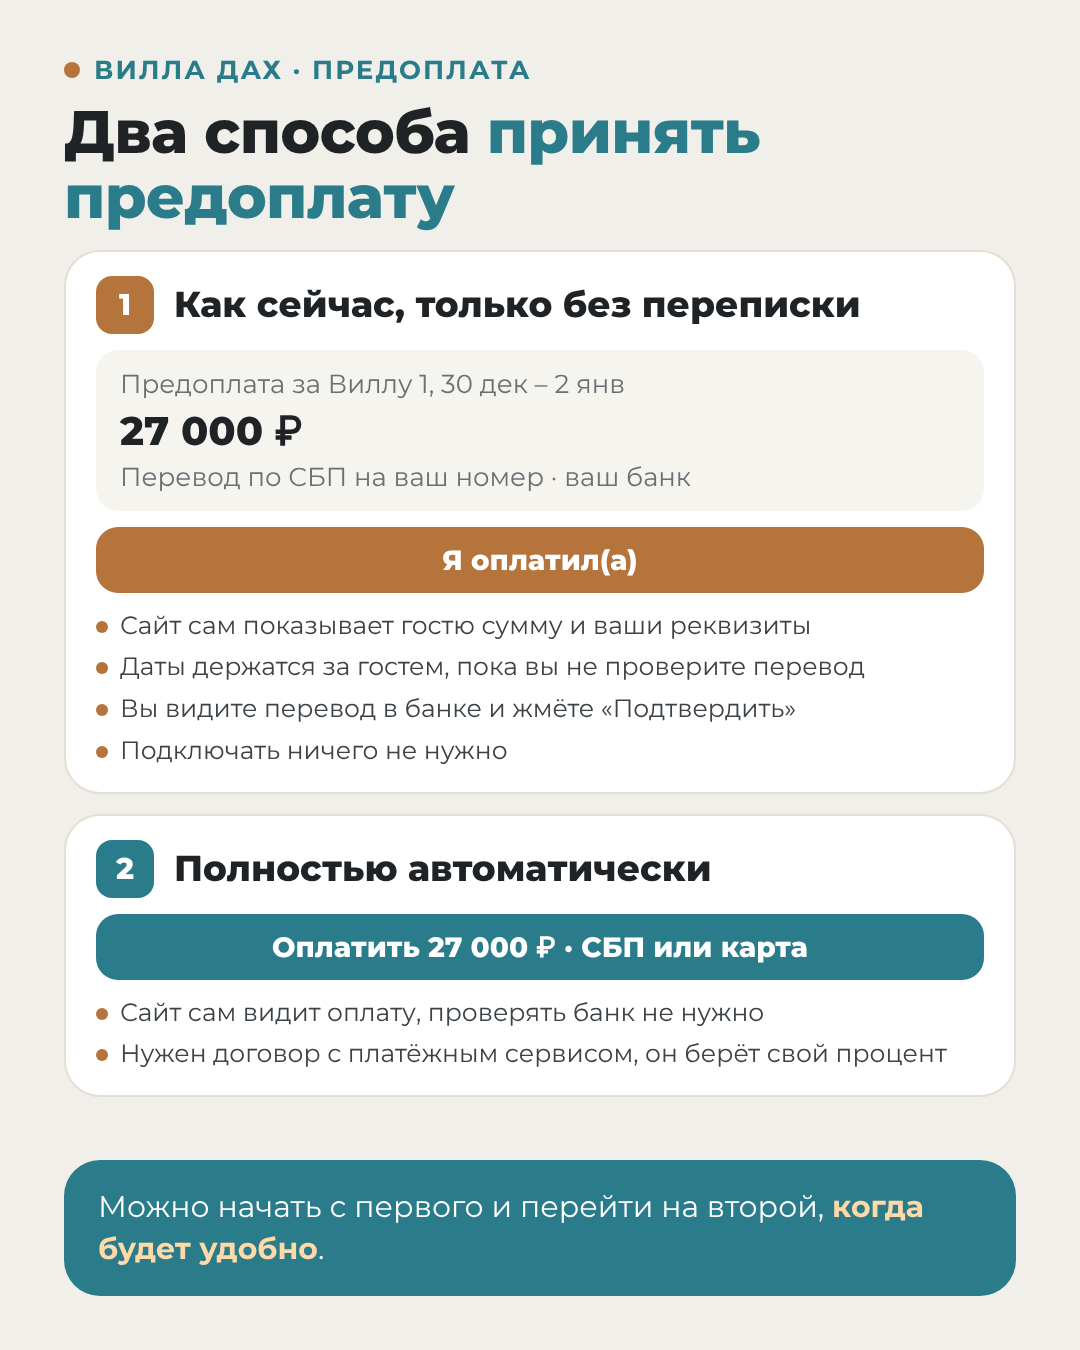 ВИЛЛА ДАХ · ПРЕДОПЛАТА
Два способа принять
предоплату
1
Как сейчас, только без переписки
Предоплата за Виллу 1, 30 дек – 2 янв
27 000 ₽
Перевод по СБП на ваш номер · ваш банк
Я оплатил(а)
Сайт сам показывает гостю сумму и ваши реквизиты
Даты держатся за гостем, пока вы не проверите перевод
Вы видите перевод в банке и жмёте «Подтвердить»
Подключать ничего не нужно
2
Полностью автоматически
Оплатить 27 000 ₽ · СБП или карта
Сайт сам видит оплату, проверять банк не нужно
Нужен договор с платёжным сервисом, он берёт свой процент
Можно начать с первого и перейти на второй, когда
будет удобно.